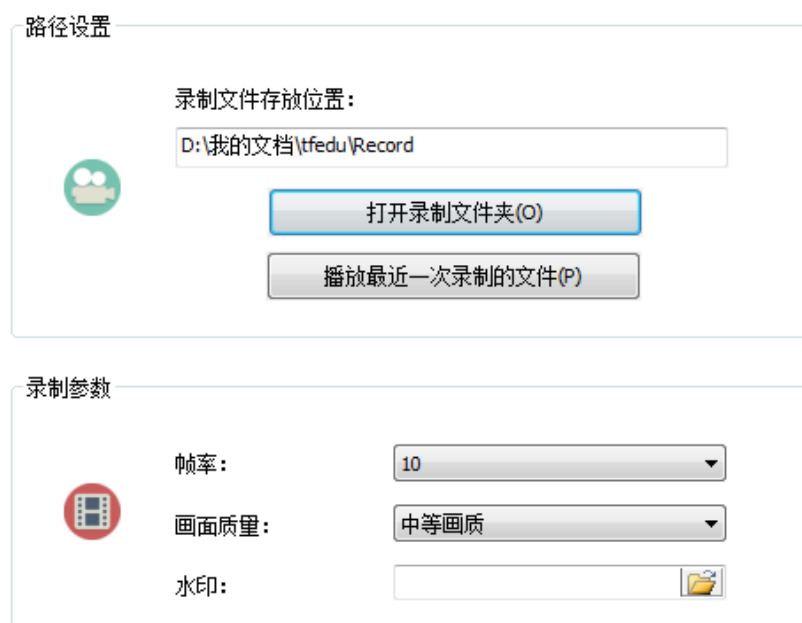 路径设置
录制文件存放位置：
D:\我的文档\tfedu\Record
打开录制文件夹(O)
播放最近一次录制的文件(P)
录制参数
帧率： 10
画面质量： 中等画质
水印：